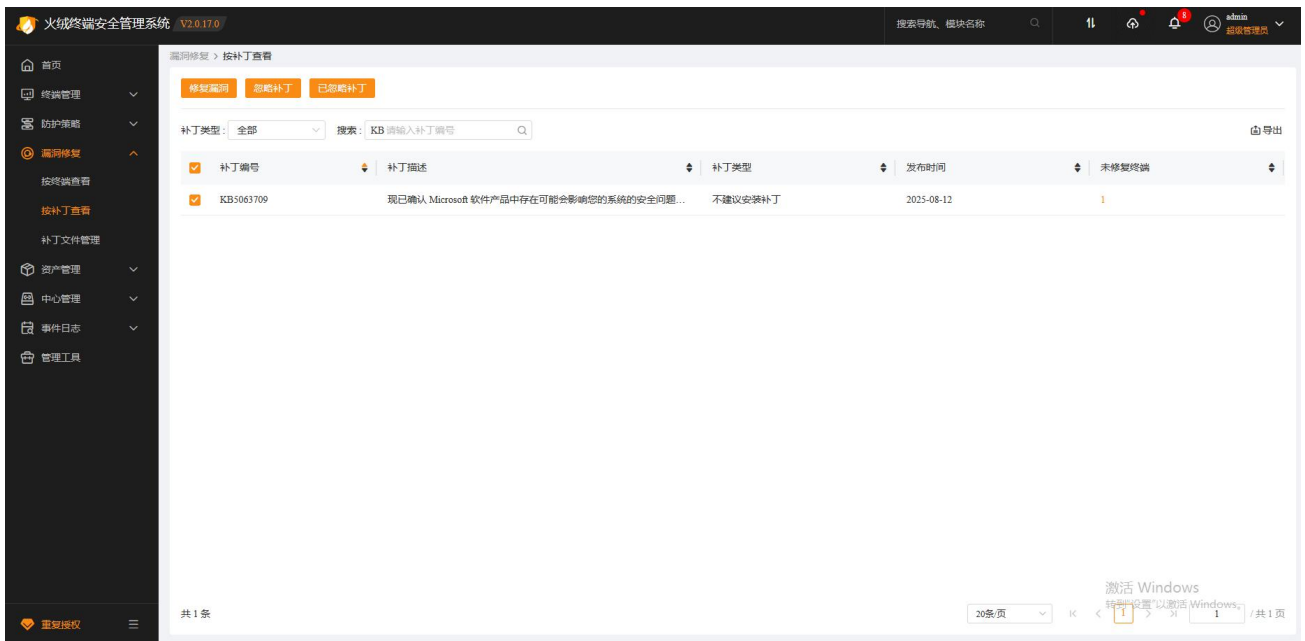 火绒终端安全管理系统 V2.0.17.0 搜索导航、模块名称 8 admin 超级管理员
首页
终端管理
防护策略
漏洞修复
按终端查看
按补丁查看
补丁文件管理
资产管理
中心管理
事件日志
管理工具
重复授权
漏洞修复 > 按补丁查看
修复漏洞 忽略补丁 已忽略补丁
补丁类型: 全部 搜索: KB 请输入补丁编号 导出
补丁编号 补丁描述 补丁类型 发布时间 未修复终端
KB5063709 现已确认 Microsoft 软件产品中存在可能会影响您的系统的安全问题... 不建议安装补丁 2025-08-12 1
激活 Windows
转到"设置"以激活 Windows。
共 1 条 20条/页 1 1 / 共 1 页